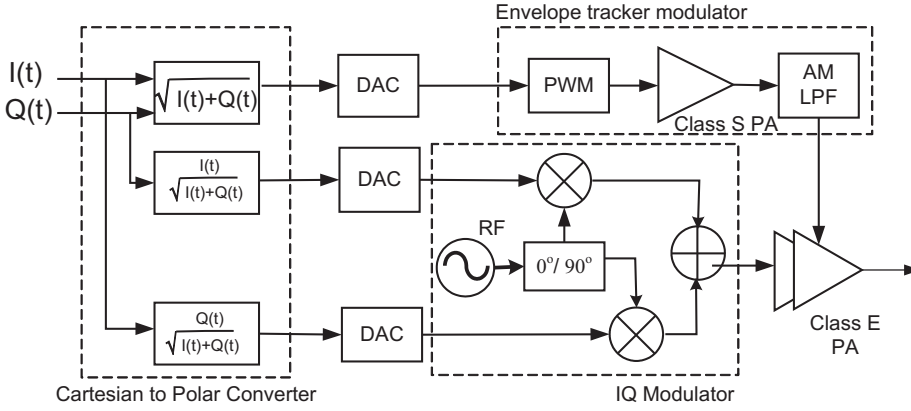 Envelope tracker modulator
I(t)
Q(t)
√I(t)+Q(t)
DAC
PWM
Class S PA
AM
LPF
I(t)
√I(t)+Q(t)
DAC
RF
0°/ 90°
Q(t)
√I(t)+Q(t)
DAC
Class E
PA
Cartesian to Polar Converter
IQ Modulator